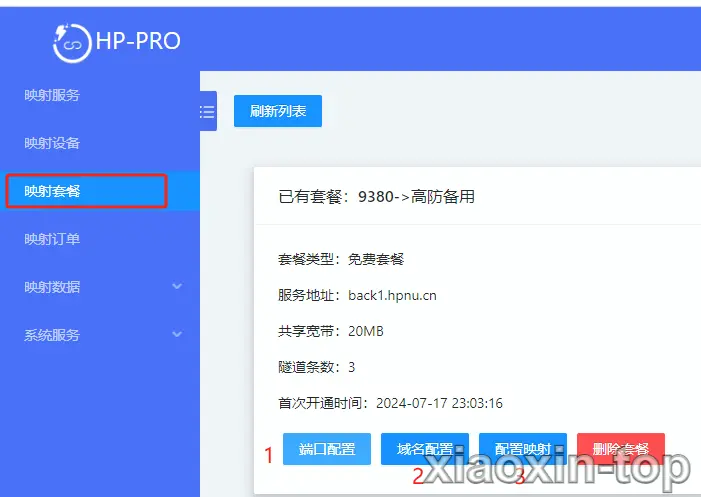 HP-PRO
映射服务
映射设备
映射套餐
映射订单
映射数据
系统服务
刷新列表
已有套餐：9380->高防备用
套餐类型：免费套餐
服务地址：back1.hpnu.cn
共享宽带：20MB
隧道条数：3
首次开通时间：2024-07-17 23:03:16
1 端口配置 域名配置 配置映射 删除套餐
2 3
xiaoxin-top